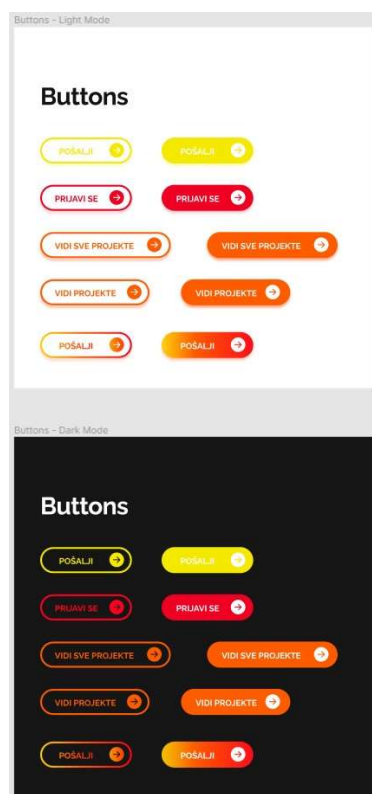 Buttons - Light Mode
Buttons
POŠALJI POŠALJI
PRIJAVI SE PRIJAVI SE
VIDI SVE PROJEKTE VIDI SVE PROJEKTE
VIDI PROJEKTE VIDI PROJEKTE
POŠALJI POŠALJI
Buttons - Dark Mode
Buttons
POŠALJI POŠALJI
PRIJAVI SE PRIJAVI SE
VIDI SVE PROJEKTE VIDI SVE PROJEKTE
VIDI PROJEKTE VIDI PROJEKTE
POŠALJI POŠALJI